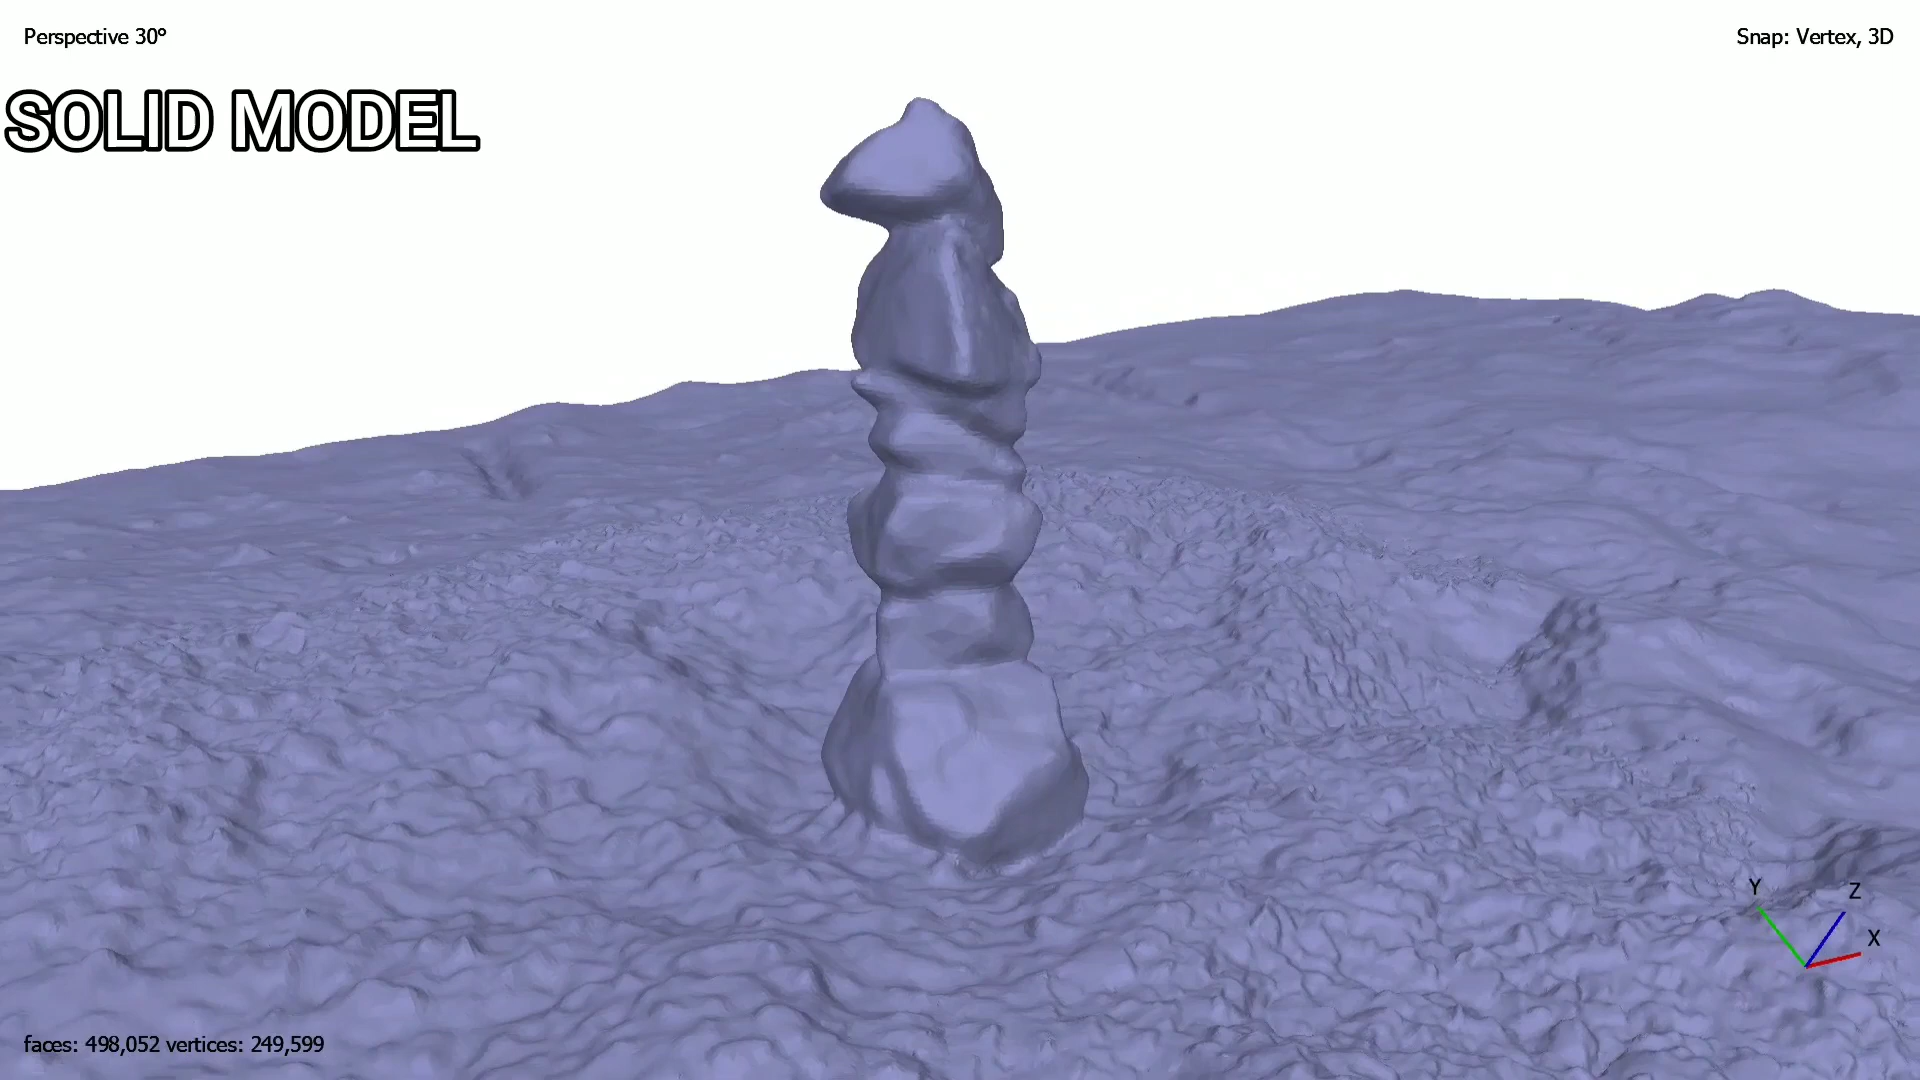 Perspective 30°
Snap: Vertex, 3D
SOLID MODEL
Y
Z
X
faces: 498,052 vertices: 249,599